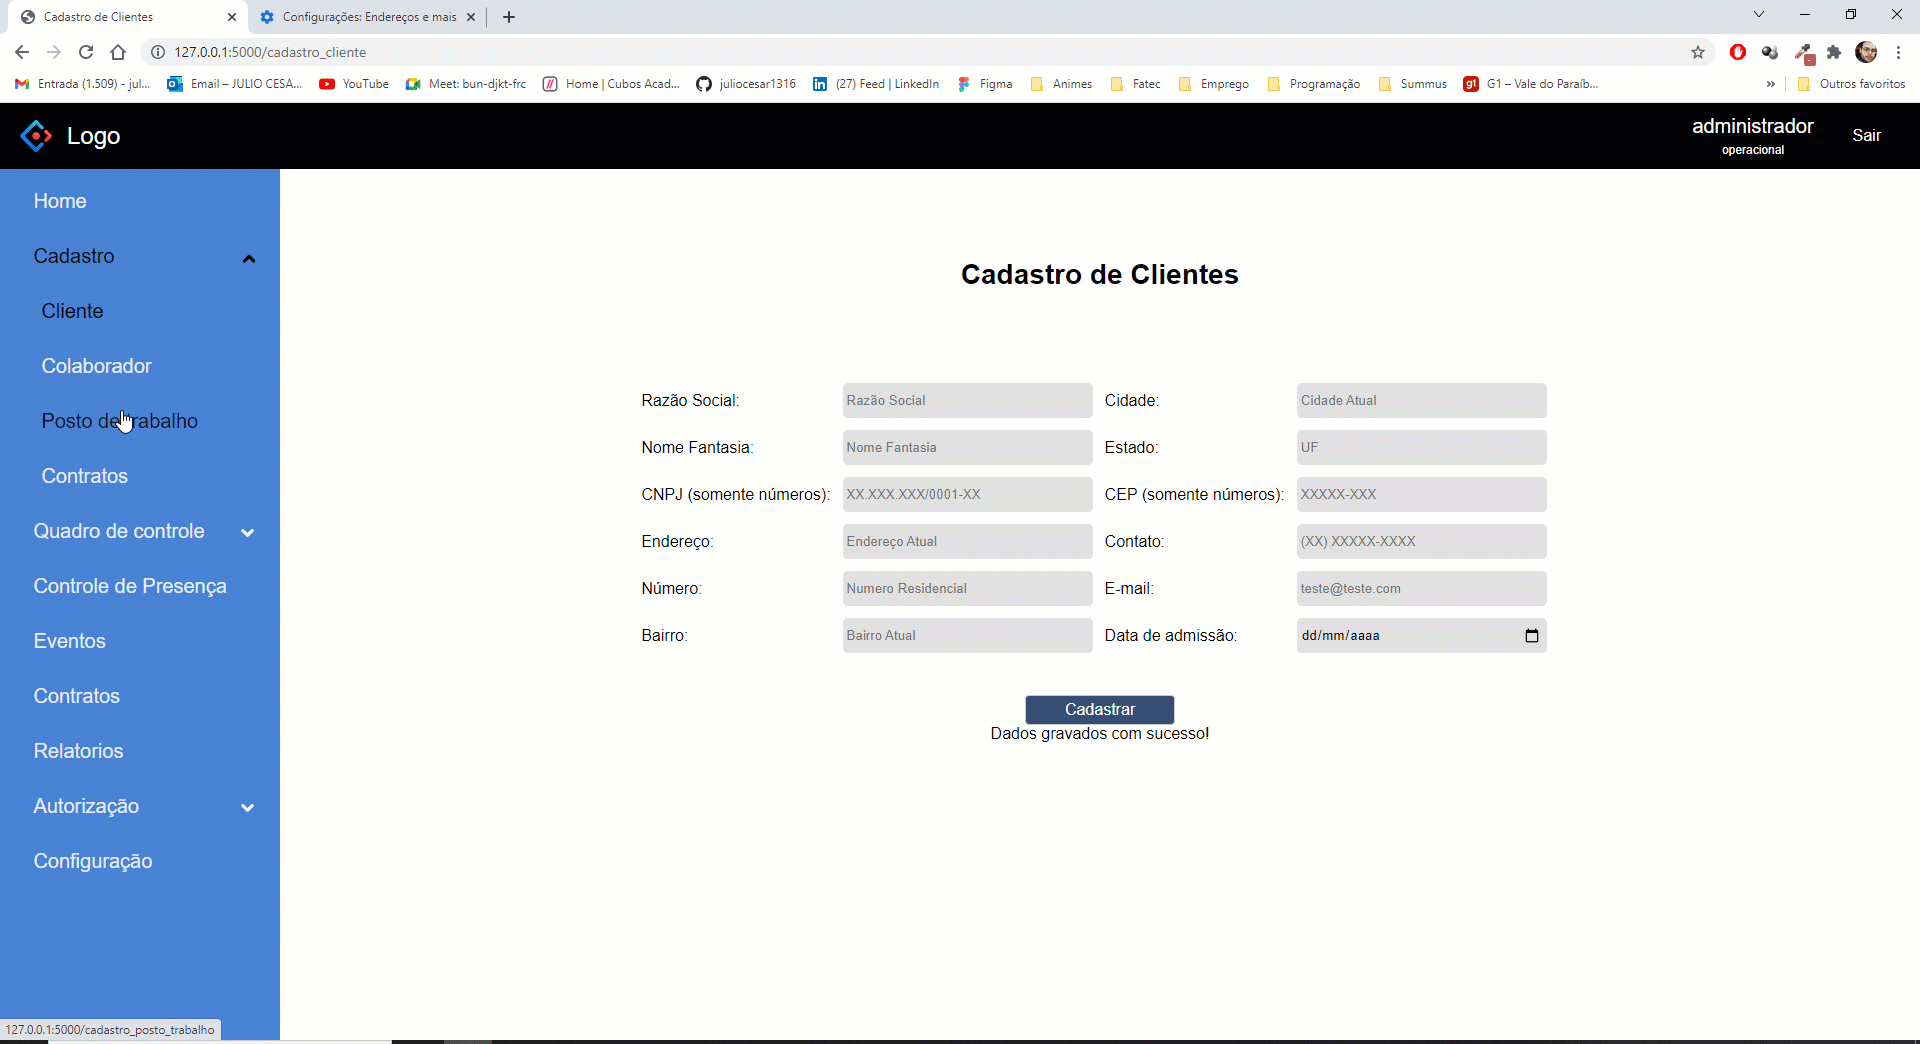 Cadastro de Clientes
Configurações: Endereços e mais
127.0.0.1:5000/cadastro_cliente
Entrada (1.509) - jul...
Email – JULIO CESA...
YouTube
Meet: bun-djkt-frc
Home | Cubos Acad...
juliocesar1316
(27) Feed | LinkedIn
Figma
Animes
Fatec
Emprego
Programação
Summus
G1 – Vale do Paraíb...
»
Outros favoritos
Logo
administrador
operacional
Sair
Home
Cadastro
Cliente
Colaborador
Posto de trabalho
Contratos
Quadro de controle
Controle de Presença
Eventos
Contratos
Relatorios
Autorização
Configuração
Cadastro de Clientes
Razão Social: Razão Social Cidade: Cidade Atual
Nome Fantasia: Nome Fantasia Estado: UF
CNPJ (somente números): XX.XXX.XXX/0001-XX CEP (somente números): XXXXX-XXX
Endereço: Endereço Atual Contato: (XX) XXXXX-XXXX
Número: Numero Residencial E-mail: teste@teste.com
Bairro: Bairro Atual Data de admissão: dd/mm/aaaa
Cadastrar
Dados gravados com sucesso!
127.0.0.1:5000/cadastro_posto_trabalho